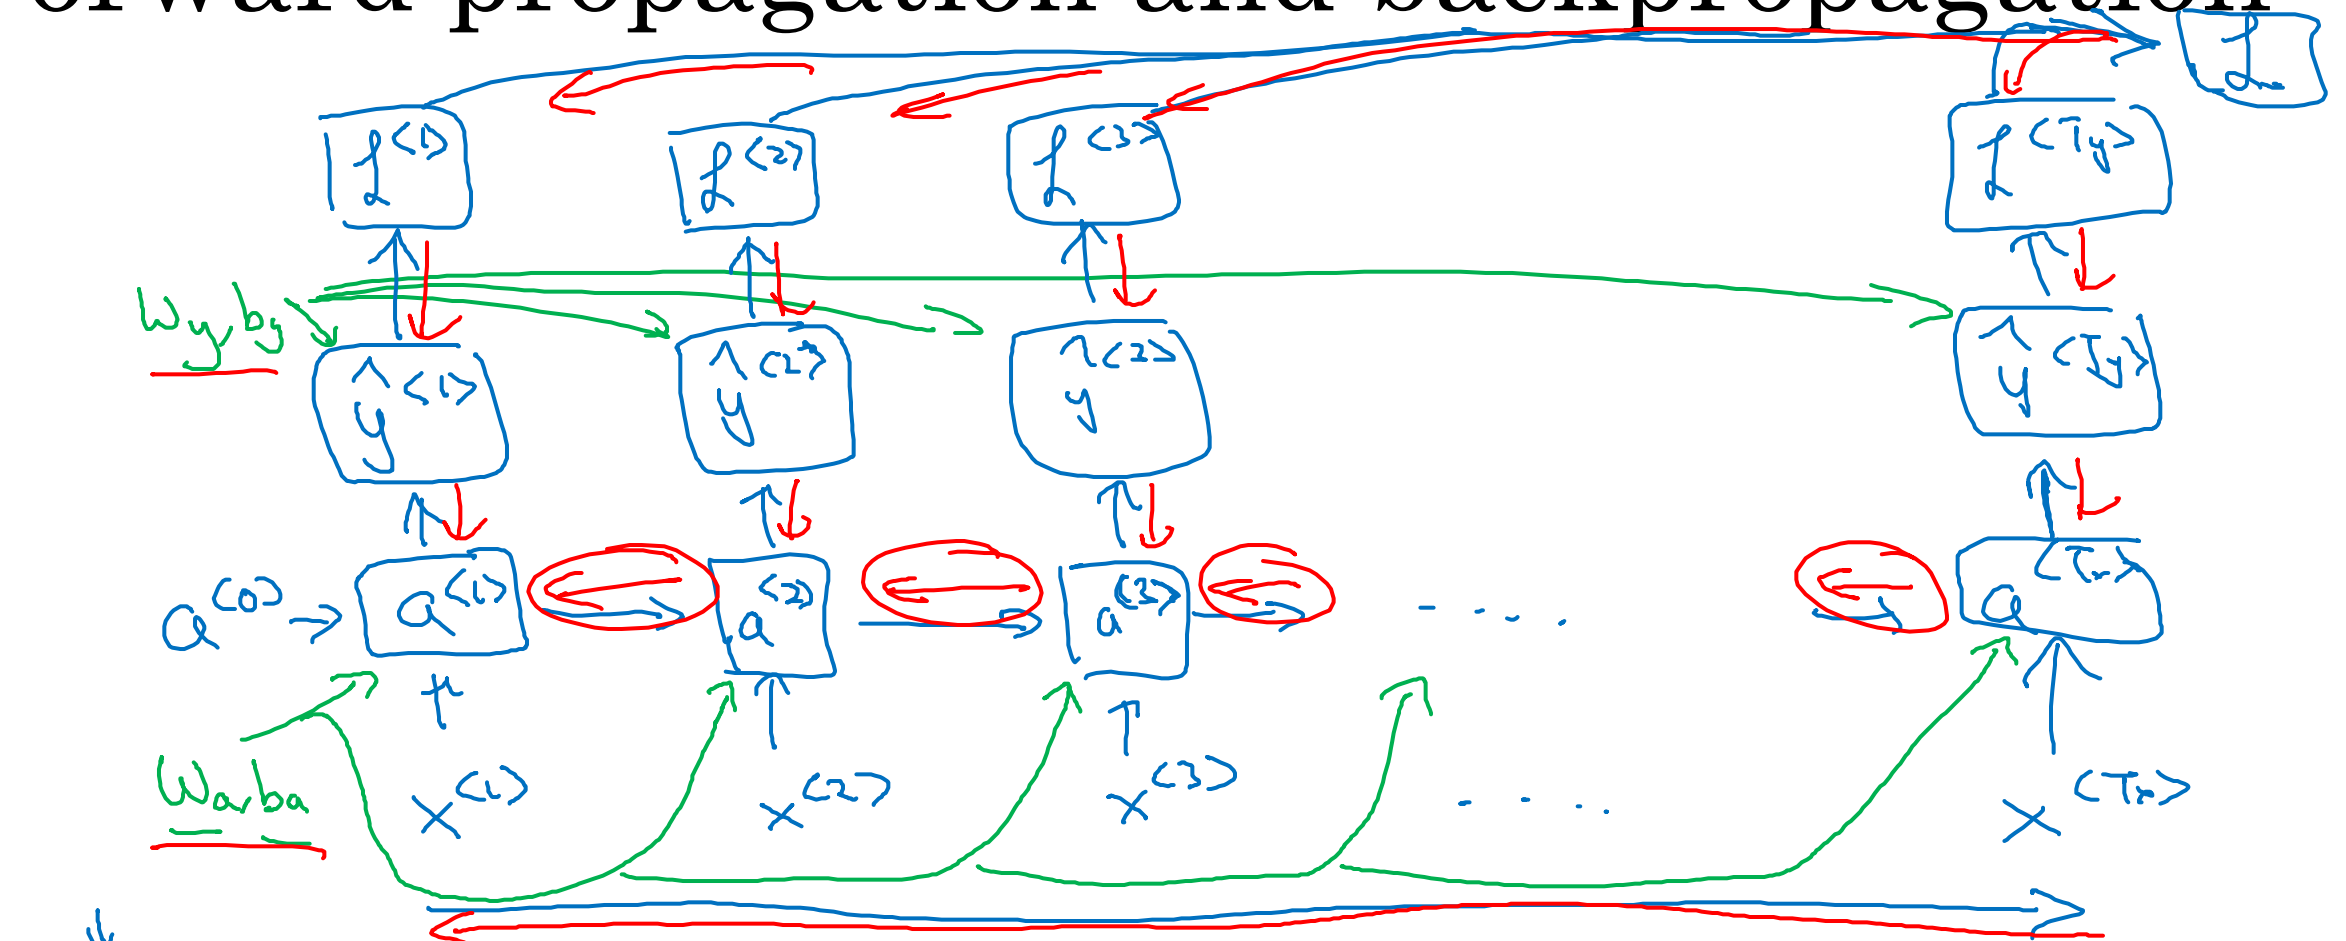 orward propagation and backpropagation
ℒ
ℒ<1> ℒ<2> ℒ<3> ℒ<Ty>
Wy by
ŷ<1> ŷ<2> ŷ<2> ŷ<Ty>
a<0> → a<1> a<2> a<3> .... a<Tx>
Wa, ba
x<1> x<2> x<3> .... x<Tx>